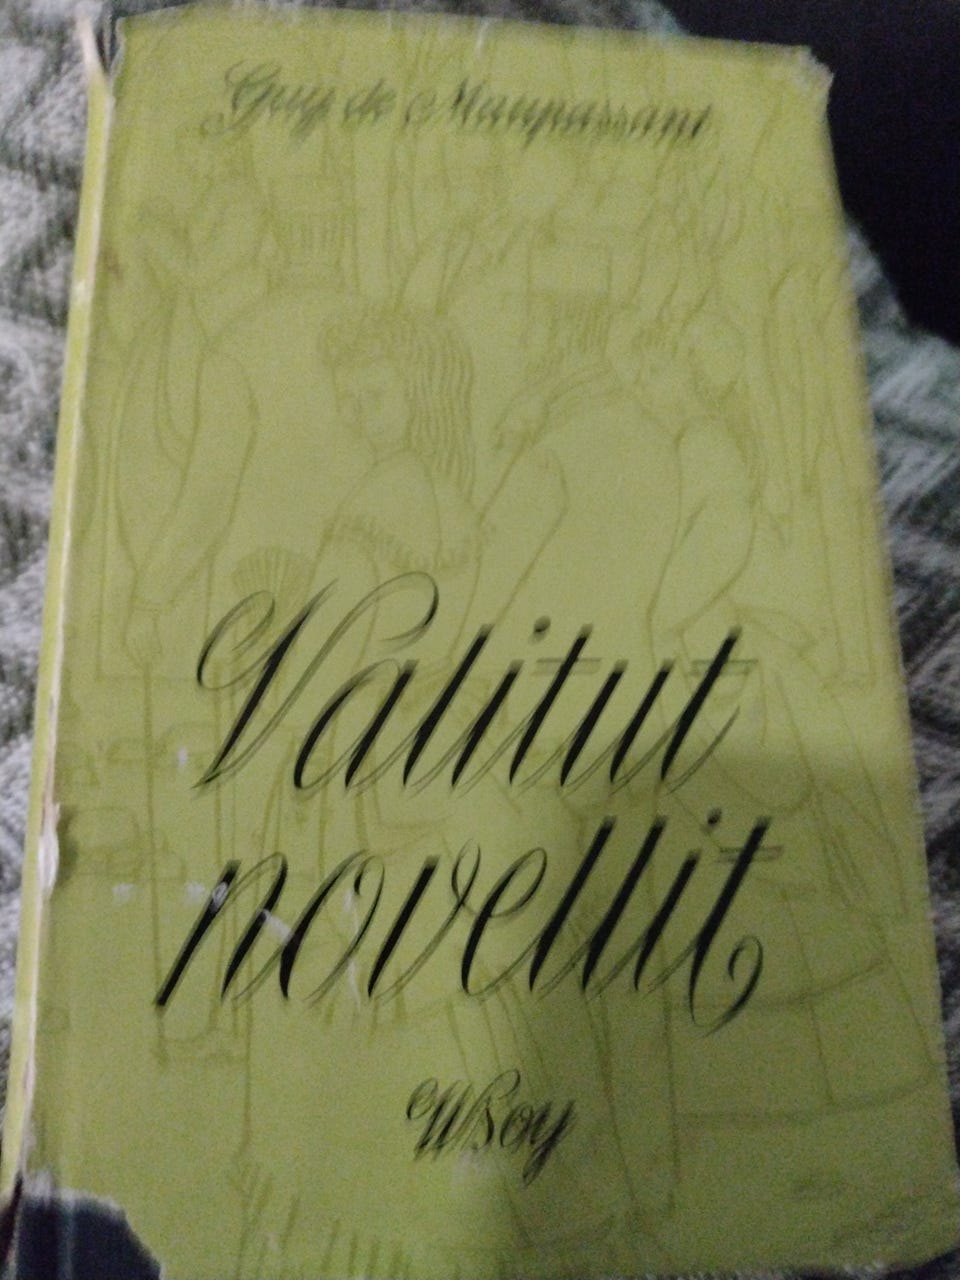 Guy de Maupassant
Valitut
novellit
WSOY